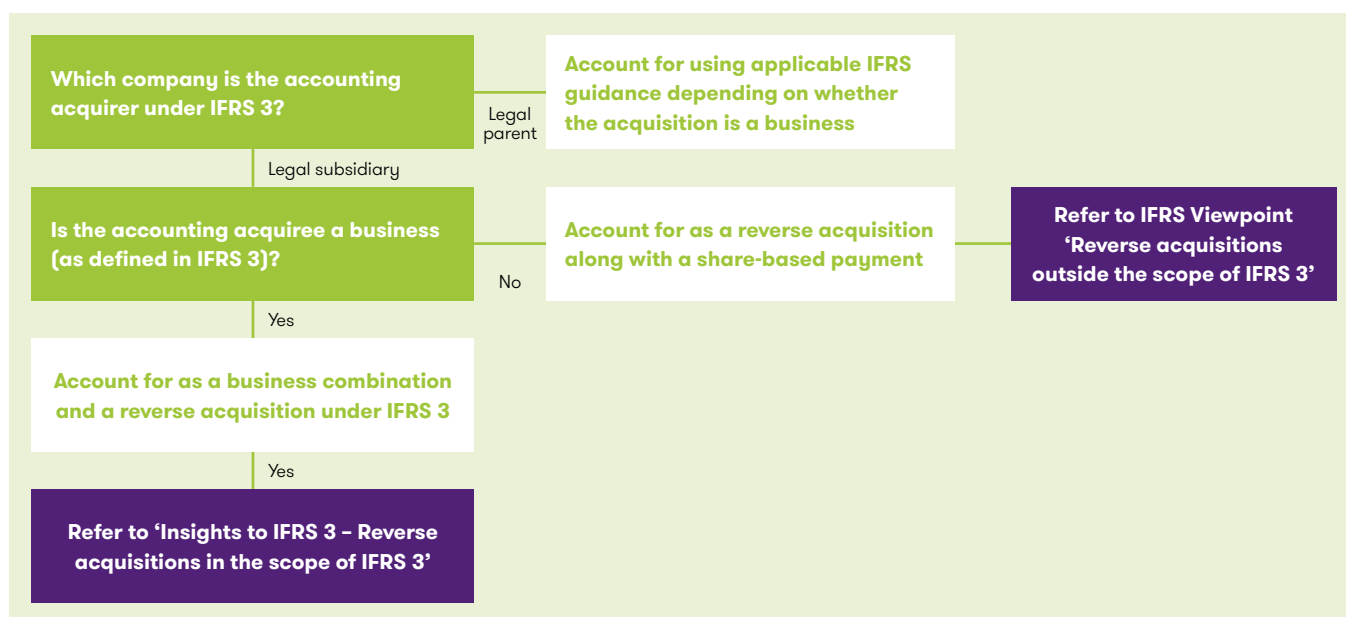 Which company is the accounting
acquirer under IFRS 3?
Legal
parent
Account for using applicable IFRS
guidance depending on whether
the acquisition is a business
Legal subsidiary
Is the accounting acquiree a business
(as defined in IFRS 3)?
No
Account for as a reverse acquisition
along with a share-based payment
Refer to IFRS Viewpoint
‘Reverse acquisitions
outside the scope of IFRS 3’
Yes
Account for as a business combination
and a reverse acquisition under IFRS 3
Yes
Refer to ‘Insights to IFRS 3 – Reverse
acquisitions in the scope of IFRS 3’